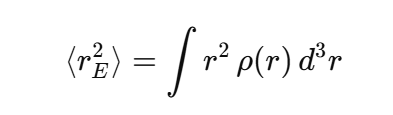 ⟨r_E^2⟩ = ∫ r^2 ρ(r) d^3r